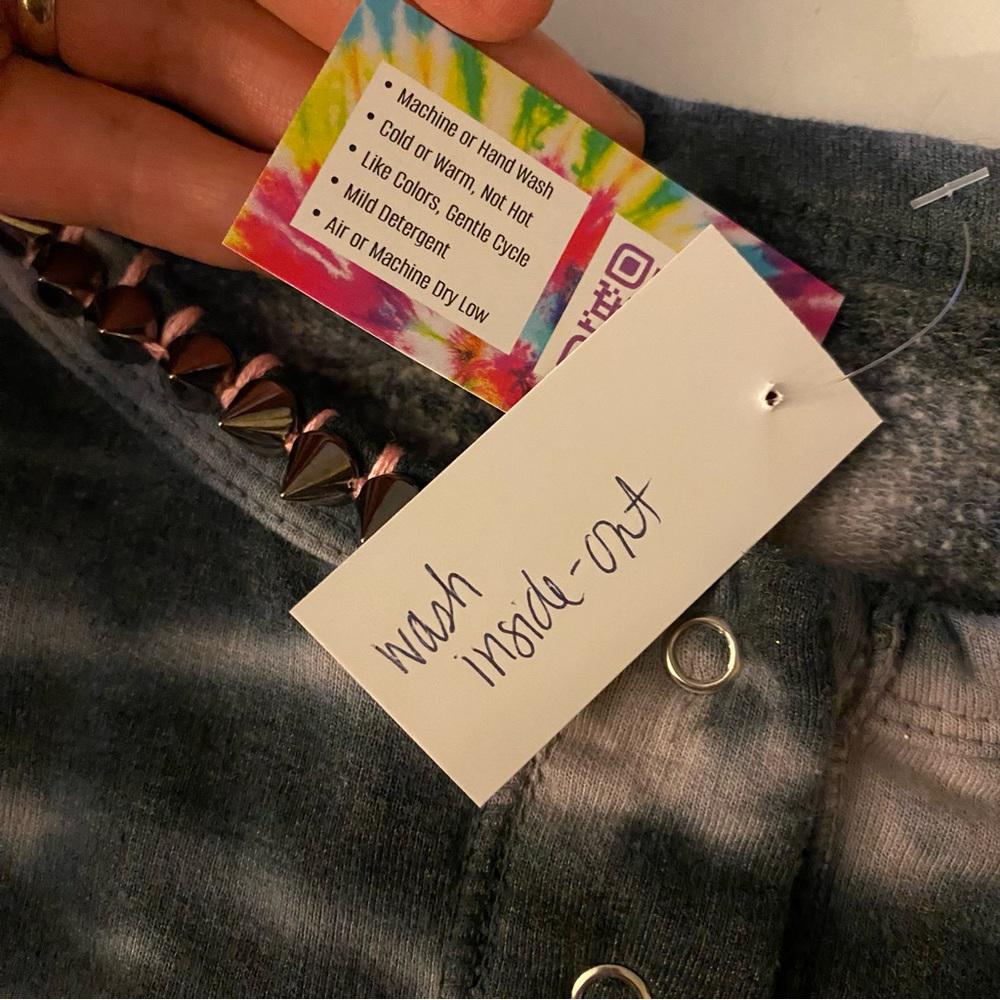 • Machine or Hand Wash
• Cold or Warm, Not Hot
• Like Colors, Gentle Cycle
• Mild Detergent
• Air or Machine Dry Low
wash
inside-out